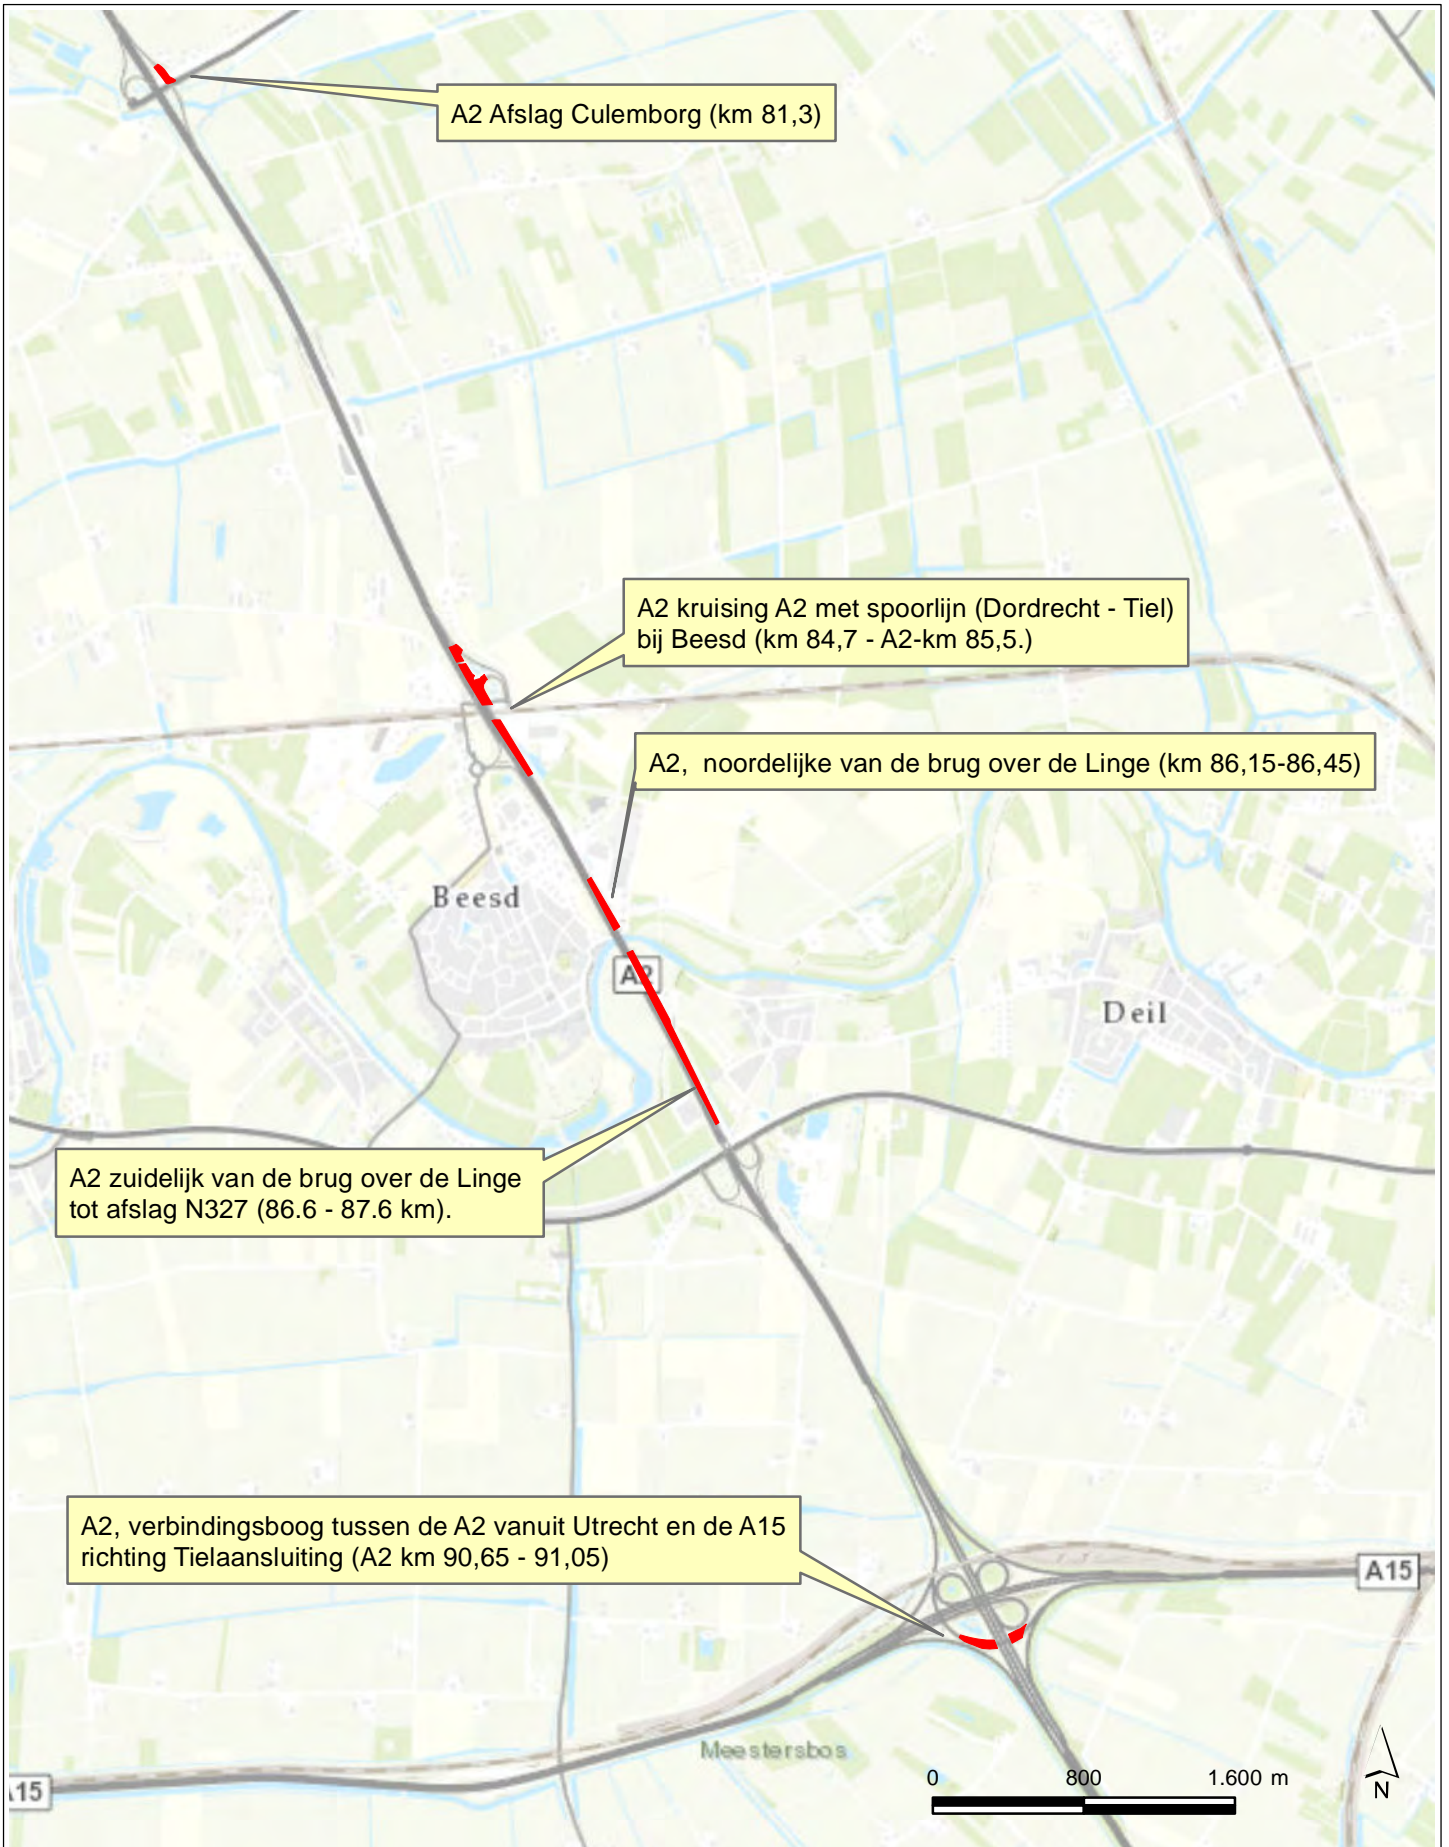 A2 Afslag Culemborg (km 81,3)
A2 kruising A2 met spoorlijn (Dordrecht - Tiel)
bij Beesd (km 84,7 - A2-km 85,5.)
A2,  noordelijke van de brug over de Linge (km 86,15-86,45)
Beesd
A2
Deil
A2 zuidelijk van de brug over de Linge
tot afslag N327 (86.6 - 87.6 km).
A2, verbindingsboog tussen de A2 vanuit Utrecht en de A15
richting Tielaansluiting (A2 km 90,65 - 91,05)
A15
Meestersbos
0 800 1.600 m
N
A15